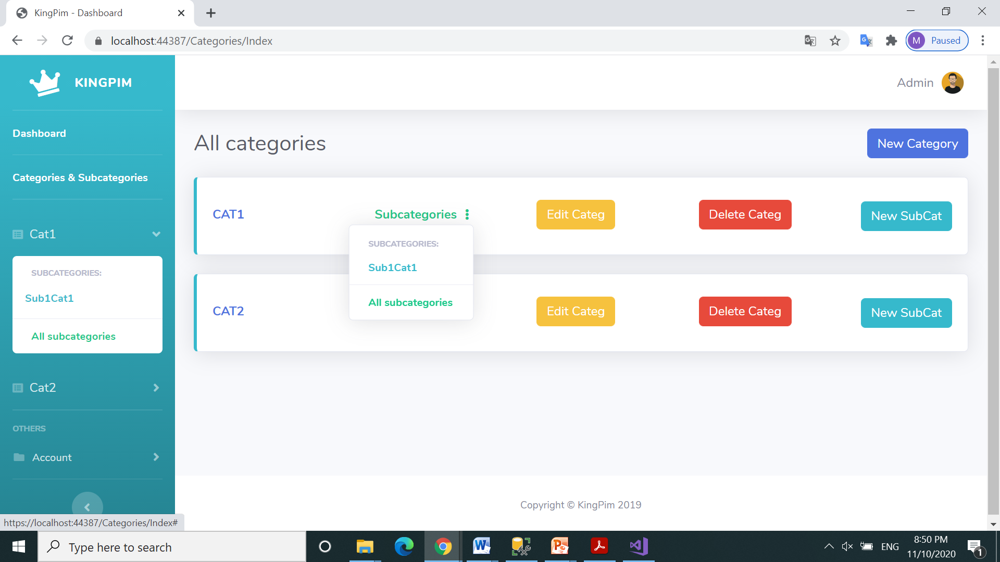 KingPim - Dashboard
localhost:44387/Categories/Index
M Paused
KINGPIM
Admin
Dashboard
All categories
New Category
Categories & Subcategories
CAT1 Subcategories Edit Categ Delete Categ New SubCat
SUBCATEGORIES:
Sub1Cat1
All subcategories
CAT2 Edit Categ Delete Categ New SubCat
Cat1
SUBCATEGORIES:
Sub1Cat1
All subcategories
Cat2
OTHERS
Account
Copyright © KingPim 2019
https://localhost:44387/Categories/Index#
Type here to search
ENG
8:50 PM
11/10/2020
1